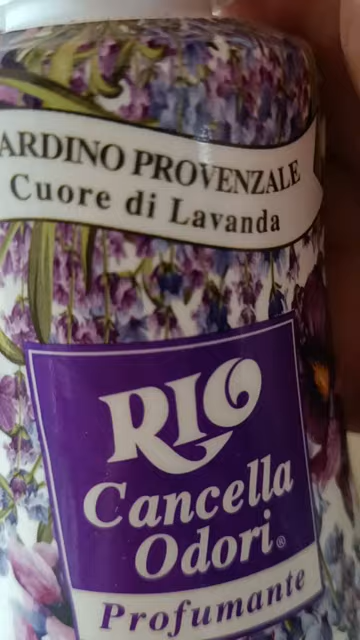 ARDINO PROVENZALE
Cuore di Lavanda
RIO
Cancella
Odori®
Profumante